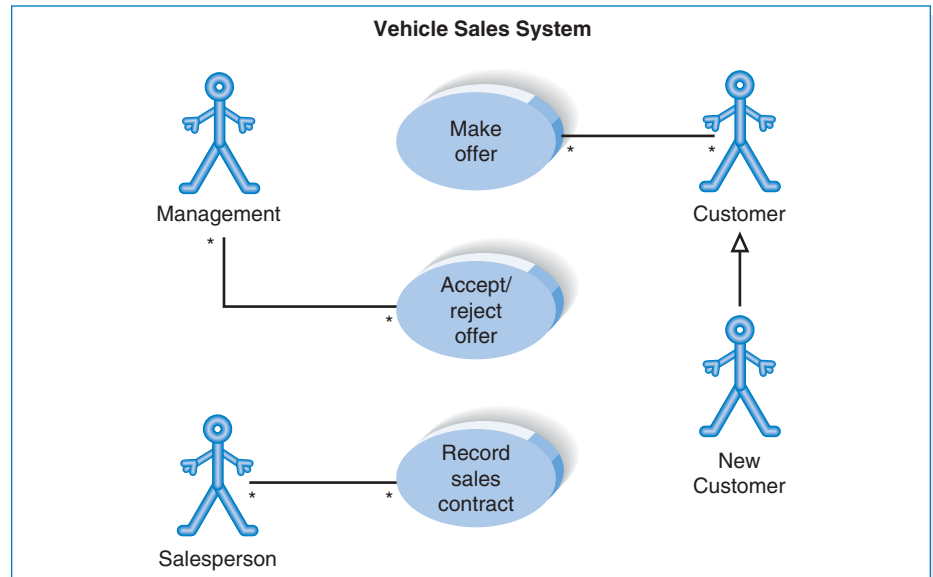 Vehicle Sales System
Make
offer
*
*
Management
Customer
*
Accept/
reject
offer
*
Record
sales
contract
*
*
New
Customer
Salesperson